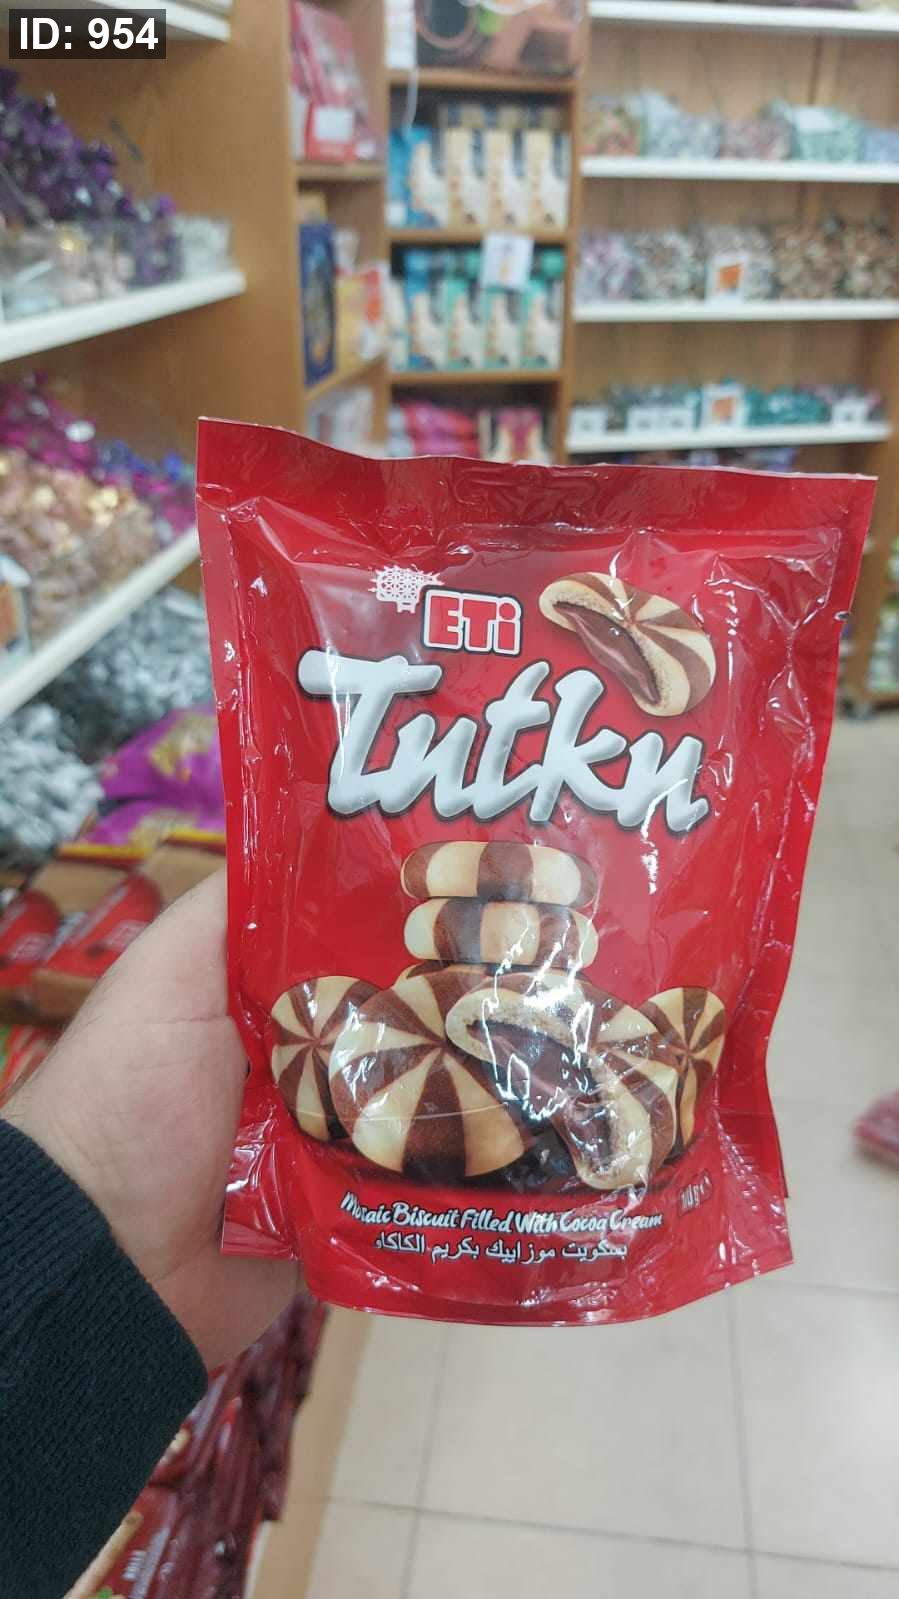 ID: 954
ETİ
Tutku
Mosaic Biscuit Filled With Cocoa Cream
بسكويت موزاييك بكريم الكاكاو